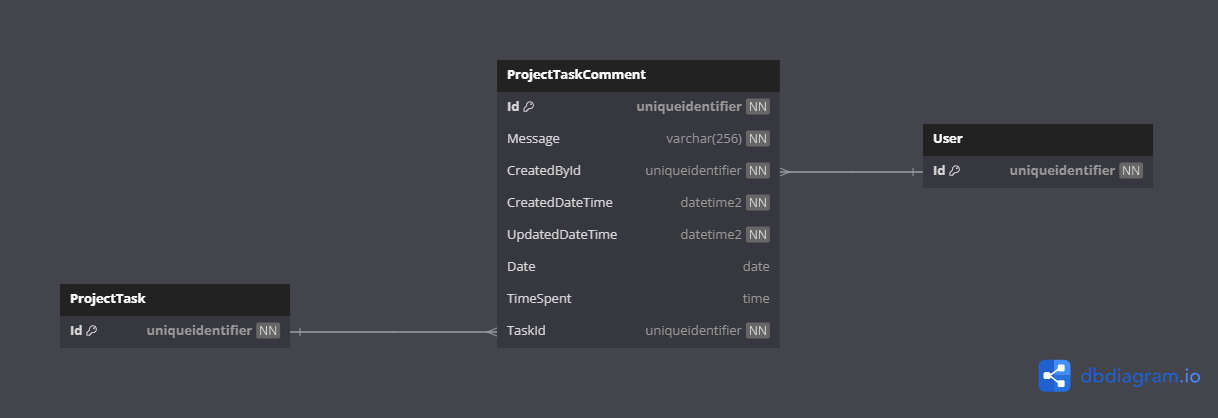 ProjectTaskComment
Id uniqueidentifier NN
Message varchar(256) NN
CreatedById uniqueidentifier NN
CreatedDateTime datetime2 NN
UpdatedDateTime datetime2 NN
Date date
TimeSpent time
TaskId uniqueidentifier NN
User
Id uniqueidentifier NN
ProjectTask
Id uniqueidentifier NN
dbdiagram.io